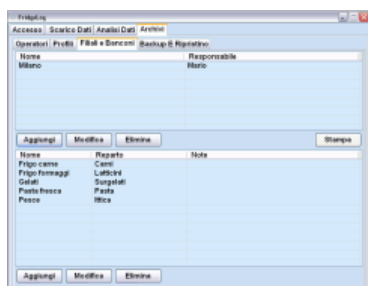 FridgoLog
Accesso Scarico Dati Analisi Dati Archivi
Operatori Profili Filiali e Banconi Backup E Ripristino
Nome Responsabile
Milano Mario
Aggiungi Modifica Elimina Stampa
Nome Reparto Note
Frigo carne Carni
Frigo formaggi Latticini
Gelati Surgelati
Pasta fresca Pasta
Pesce Ittica
Aggiungi Modifica Elimina